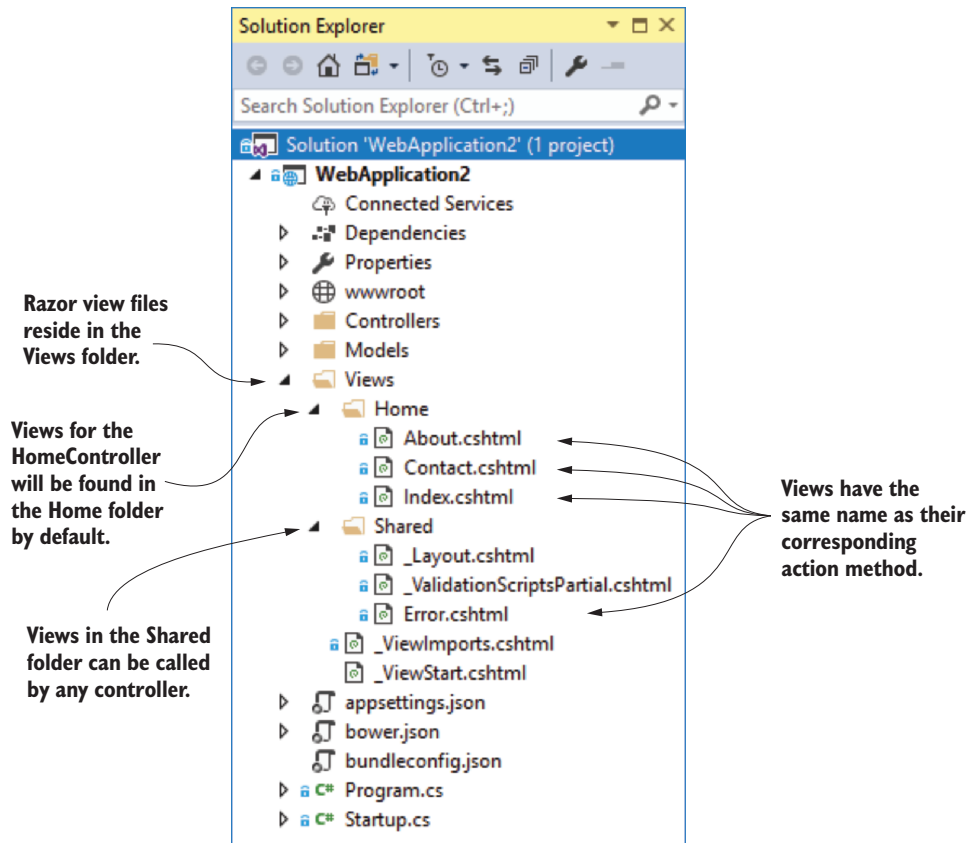 Solution Explorer
Search Solution Explorer (Ctrl+;)
Solution 'WebApplication2' (1 project)
WebApplication2
Connected Services
Dependencies
Properties
wwwroot
Controllers
Models
Views
Home
About.cshtml
Contact.cshtml
Index.cshtml
Shared
_Layout.cshtml
_ValidationScriptsPartial.cshtml
Error.cshtml
_ViewImports.cshtml
_ViewStart.cshtml
appsettings.json
bower.json
bundleconfig.json
C# Program.cs
C# Startup.cs
Razor view files
reside in the
Views folder.
Views for the
HomeController
will be found in
the Home folder
by default.
Views in the Shared
folder can be called
by any controller.
Views have the
same name as their
corresponding
action method.